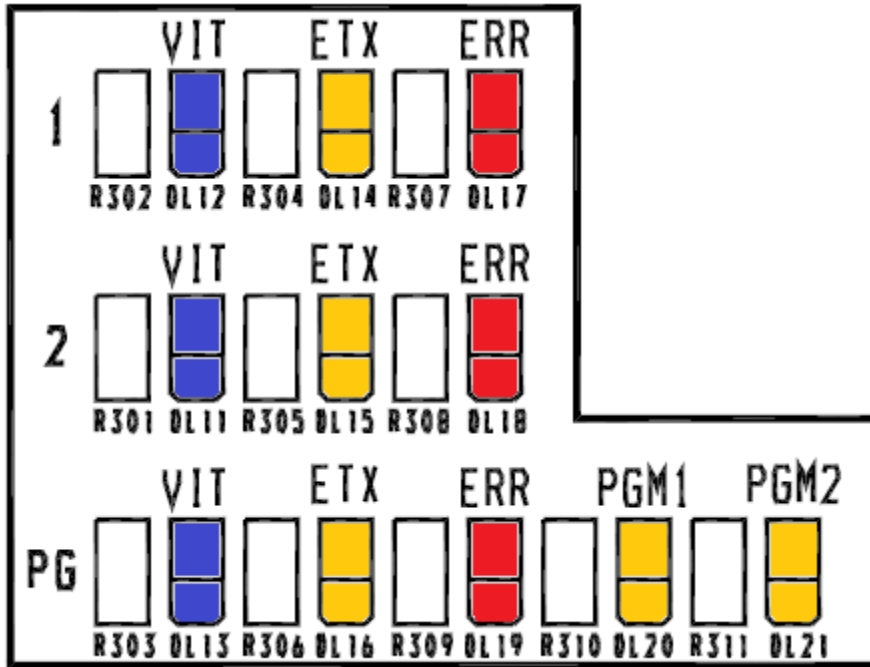 VIT ETX ERR
1
R302 DL12 R304 DL14 R307 DL17
VIT ETX ERR
2
R301 DL11 R305 DL15 R308 DL18
VIT ETX ERR PGM1 PGM2
PG
R303 DL13 R306 DL16 R309 DL19 R310 DL20 R311 DL21